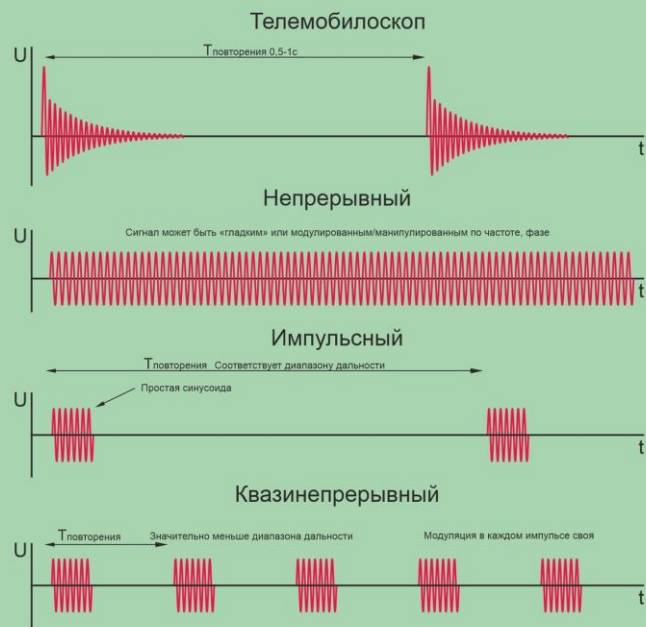 Телемобилоскоп
U
Tповторения 0,5-1с
t
Непрерывный
U
Сигнал может быть «гладким» или модулированным/манипулированным по частоте, фазе
t
Импульсный
Tповторения Соответствует диапазону дальности
Простая синусоида
U
t
Квазинепрерывный
U
Tповторения Значительно меньше диапазона дальности Модуляция в каждом импульсе своя
t